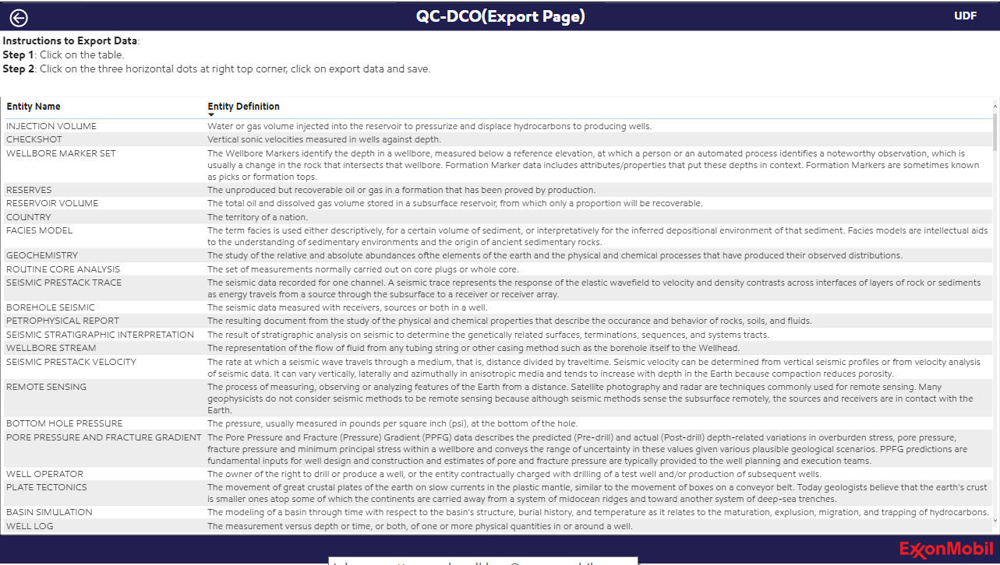 QC-DCO(Export Page)
UDF
Instructions to Export Data:
Step 1: Click on the table.
Step 2: Click on the three horizontal dots at right top corner, click on export data and save.
Entity Name Entity Definition
INJECTION VOLUME Water or gas volume injected into the reservoir to pressurize and displace hydrocarbons to producing wells.
CHECKSHOT Vertical sonic velocities measured in wells against depth.
WELLBORE MARKER SET The Wellbore Markers identify the depth in a wellbore, measured below a reference elevation, at which a person or an automated process identifies a noteworthy observation, which is
usually a change in the rock that intersects that wellbore. Formation Marker data includes attributes/properties that put these depths in context. Formation Markers are sometimes known
as picks or formation tops.
RESERVES The unproduced but recoverable oil or gas in a formation that has been proved by production.
RESERVOIR VOLUME The total oil and dissolved gas volume stored in a subsurface reservoir, from which only a proportion will be recoverable.
COUNTRY The territory of a nation.
FACIES MODEL The term facies is used either descriptively, for a certain volume of sediment, or interpretatively for the inferred depositional environment of that sediment. Facies models are intellectual aids
to the understanding of sedimentary environments and the origin of ancient sedimentary rocks.
GEOCHEMISTRY The study of the relative and absolute abundances ofthe elements of the earth and the physical and chemical processes that have produced their observed distributions.
ROUTINE CORE ANALYSIS The set of measurements normally carried out on core plugs or whole core.
SEISMIC PRESTACK TRACE The seismic data recorded for one channel. A seismic trace represents the response of the elastic wavefield to velocity and density contrasts across interfaces of layers of rock or sediments
as energy travels from a source through the subsurface to a receiver or receiver array.
BOREHOLE SEISMIC The seismic data measured with receivers, sources or both in a well.
PETROPHYSICAL REPORT The resulting document from the study of the physical and chemical properties that describe the occurance and behavior of rocks, soils, and fluids.
SEISMIC STRATIGRAPHIC INTERPRETATION The result of stratigraphic analysis on seismic to determine the genetically related surfaces, terminations, sequences, and systems tracts.
WELLBORE STREAM The representation of the flow of fluid from any tubing string or other casing method such as the borehole itself to the Wellhead.
SEISMIC PRESTACK VELOCITY The rate at which a seismic wave travels through a medium, that is, distance divided by traveltime. Seismic velocity can be determined from vertical seismic profiles or from velocity analysis
of seismic data. It can vary vertically, laterally and azimuthally in anisotropic media and tends to increase with depth in the Earth because compaction reduces porosity.
REMOTE SENSING The process of measuring, observing or analyzing features of the Earth from a distance. Satellite photography and radar are techniques commonly used for remote sensing. Many
geophysicists do not consider seismic methods to be remote sensing because although seismic methods sense the subsurface remotely, the sources and receivers are in contact with the
Earth.
BOTTOM HOLE PRESSURE The pressure, usually measured in pounds per square inch (psi), at the bottom of the hole.
PORE PRESSURE AND FRACTURE GRADIENT The Pore Pressure and Fracture (Pressure) Gradient (PPFG) data describes the predicted (Pre-drill) and actual (Post-drill) depth-related variations in overburden stress, pore pressure,
fracture pressure and minimum principal stress within a wellbore and conveys the range of uncertainty in these values given various plausible geological scenarios. PPFG predictions are
fundamental inputs for well design and construction and estimates of pore and fracture pressure are typically provided to the well planning and execution teams.
WELL OPERATOR The owner of the right to drill or produce a well, or the entity contractually charged with drilling of a test well and/or production of subsequent wells.
PLATE TECTONICS The movement of great crustal plates of the earth on slow currents in the plastic mantle, similar to the movement of boxes on a conveyor belt. Today geologists believe that the earth's crust
is smaller ones atop some of which the continents are carried away from a system of midocean ridges and toward another system of deep-sea trenches.
BASIN SIMULATION The modeling of a basin through time with respect to the basin's structure, burial history, and temperature as it relates to the maturation, explusion, migration, and trapping of hydrocarbons.
WELL LOG The measurement versus depth or time, or both, of one or more physical quantities in or around a well.
ExxonMobil